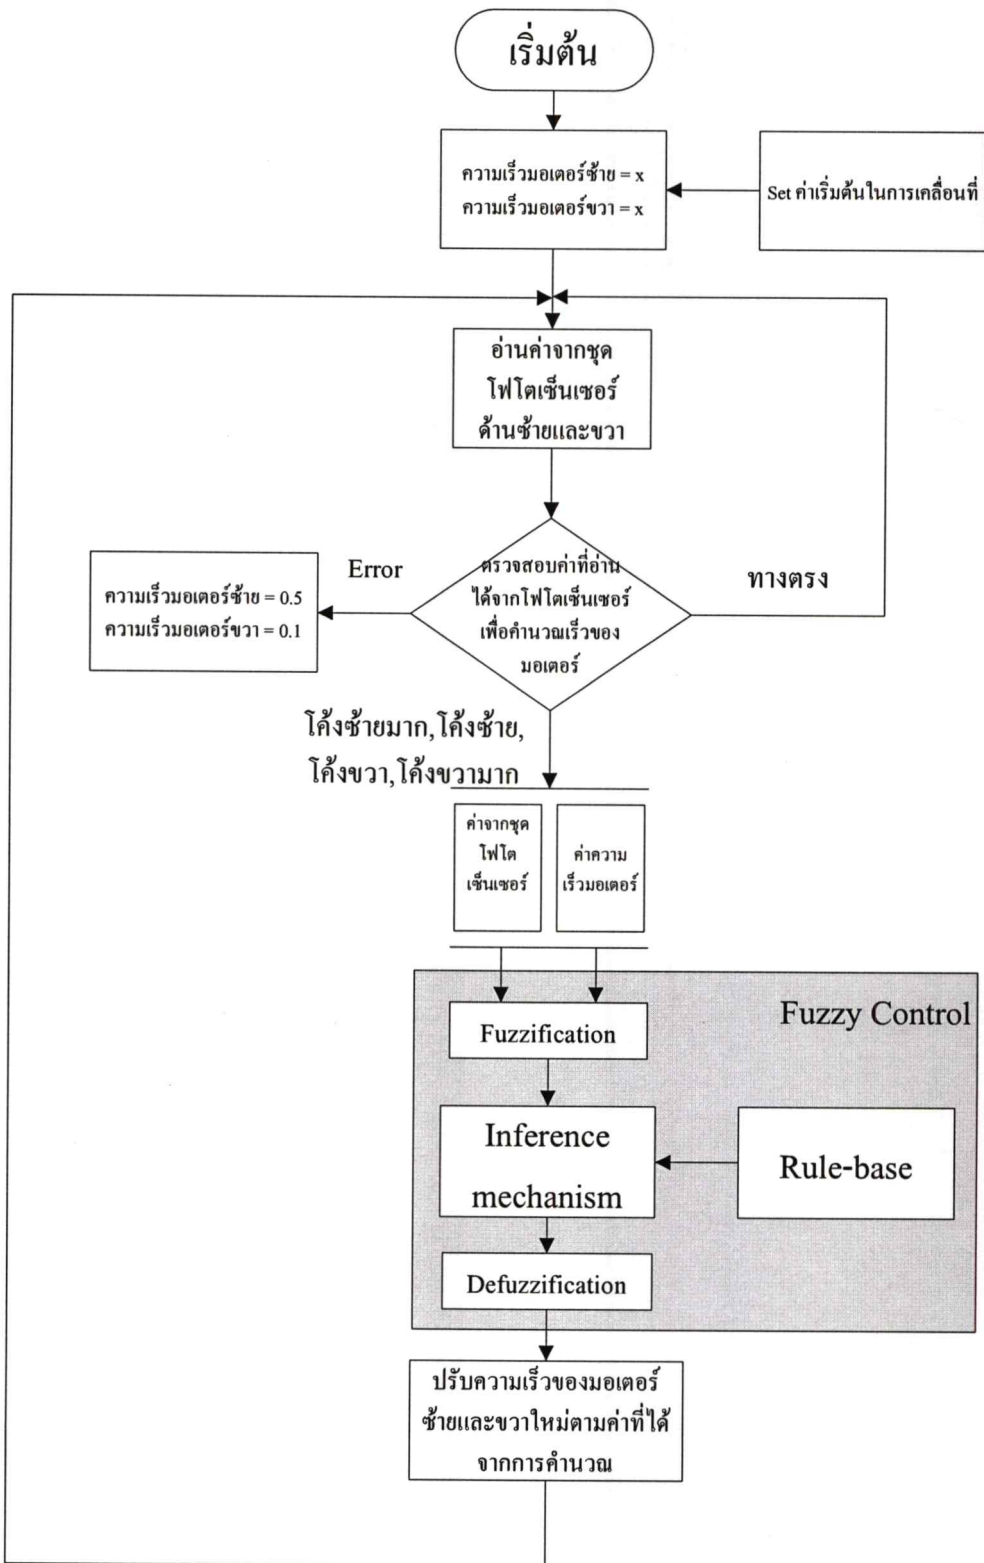 เริ่มต้น
ความเร็วมอเตอร์ซ้าย = x
ความเร็วมอเตอร์ขวา = x
Set ค่าเริ่มต้นในการเคลื่อนที่
อ่านค่าจากชุด
โฟโตเซ็นเซอร์
ด้านซ้ายและขวา
ตรวจสอบค่าที่อ่าน
ได้จากโฟโตเซ็นเซอร์
เพื่อคำนวณเร็วของ
มอเตอร์
Error
ทางตรง
ความเร็วมอเตอร์ซ้าย = 0.5
ความเร็วมอเตอร์ขวา = 0.1
โค้งซ้ายมาก,โค้งซ้าย,
โค้งขวา,โค้งขวามาก
ค่าจากชุด
โฟโต
เซ็นเซอร์
ค่าความ
เร็วมอเตอร์
Fuzzy Control
Fuzzification
Inference
mechanism
Rule-base
Defuzzification
ปรับความเร็วของมอเตอร์
ซ้ายและขวาใหม่ตามค่าที่ได้
จากการคำนวณ